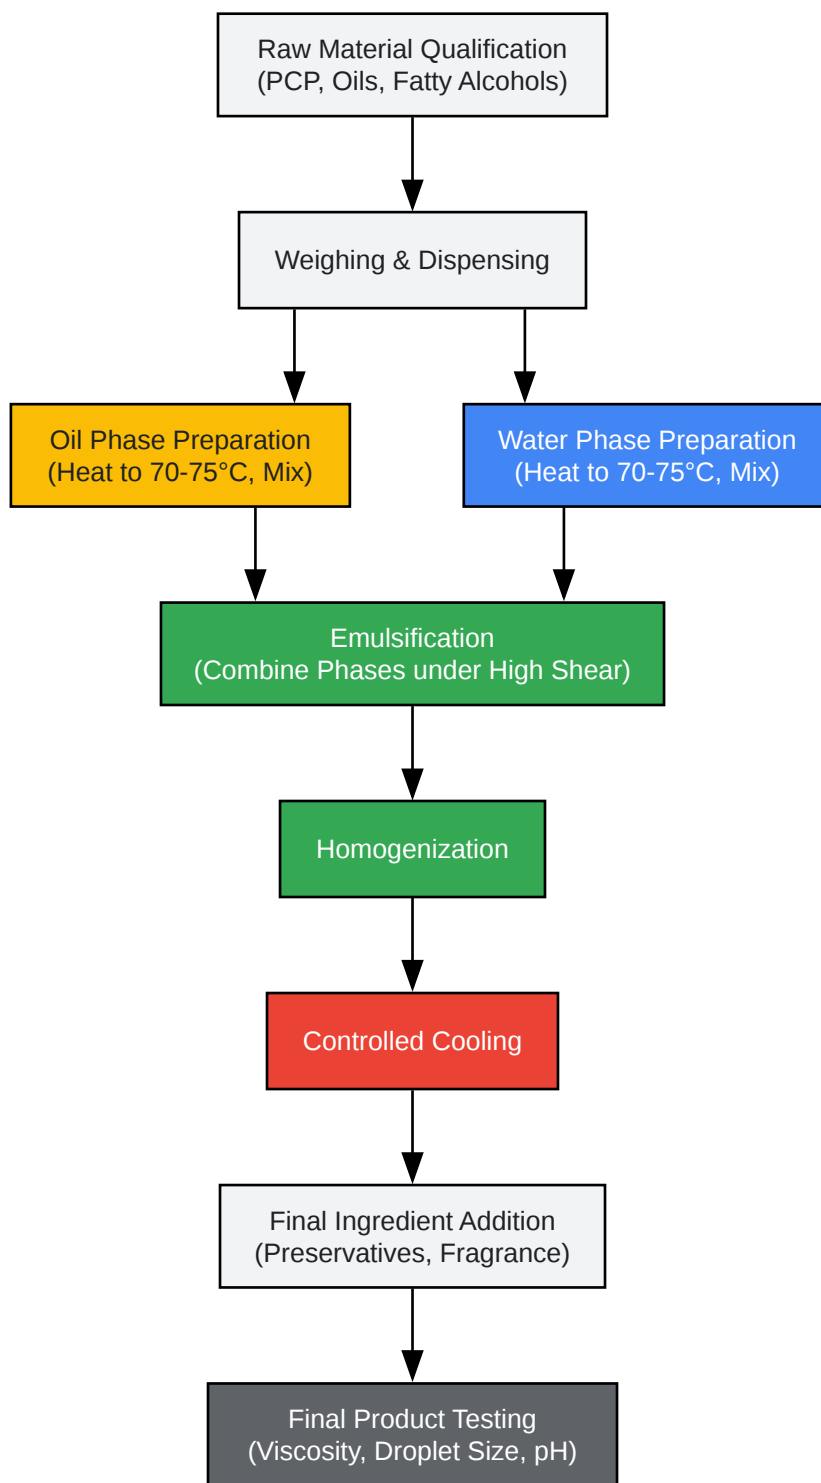 Raw Material Qualification
(PCP, Oils, Fatty Alcohols)
Weighing & Dispensing
Oil Phase Preparation
(Heat to 70-75°C, Mix)
Water Phase Preparation
(Heat to 70-75°C, Mix)
Emulsification
(Combine Phases under High Shear)
Homogenization
Controlled Cooling
Final Ingredient Addition
(Preservatives, Fragrance)
Final Product Testing
(Viscosity, Droplet Size, pH)